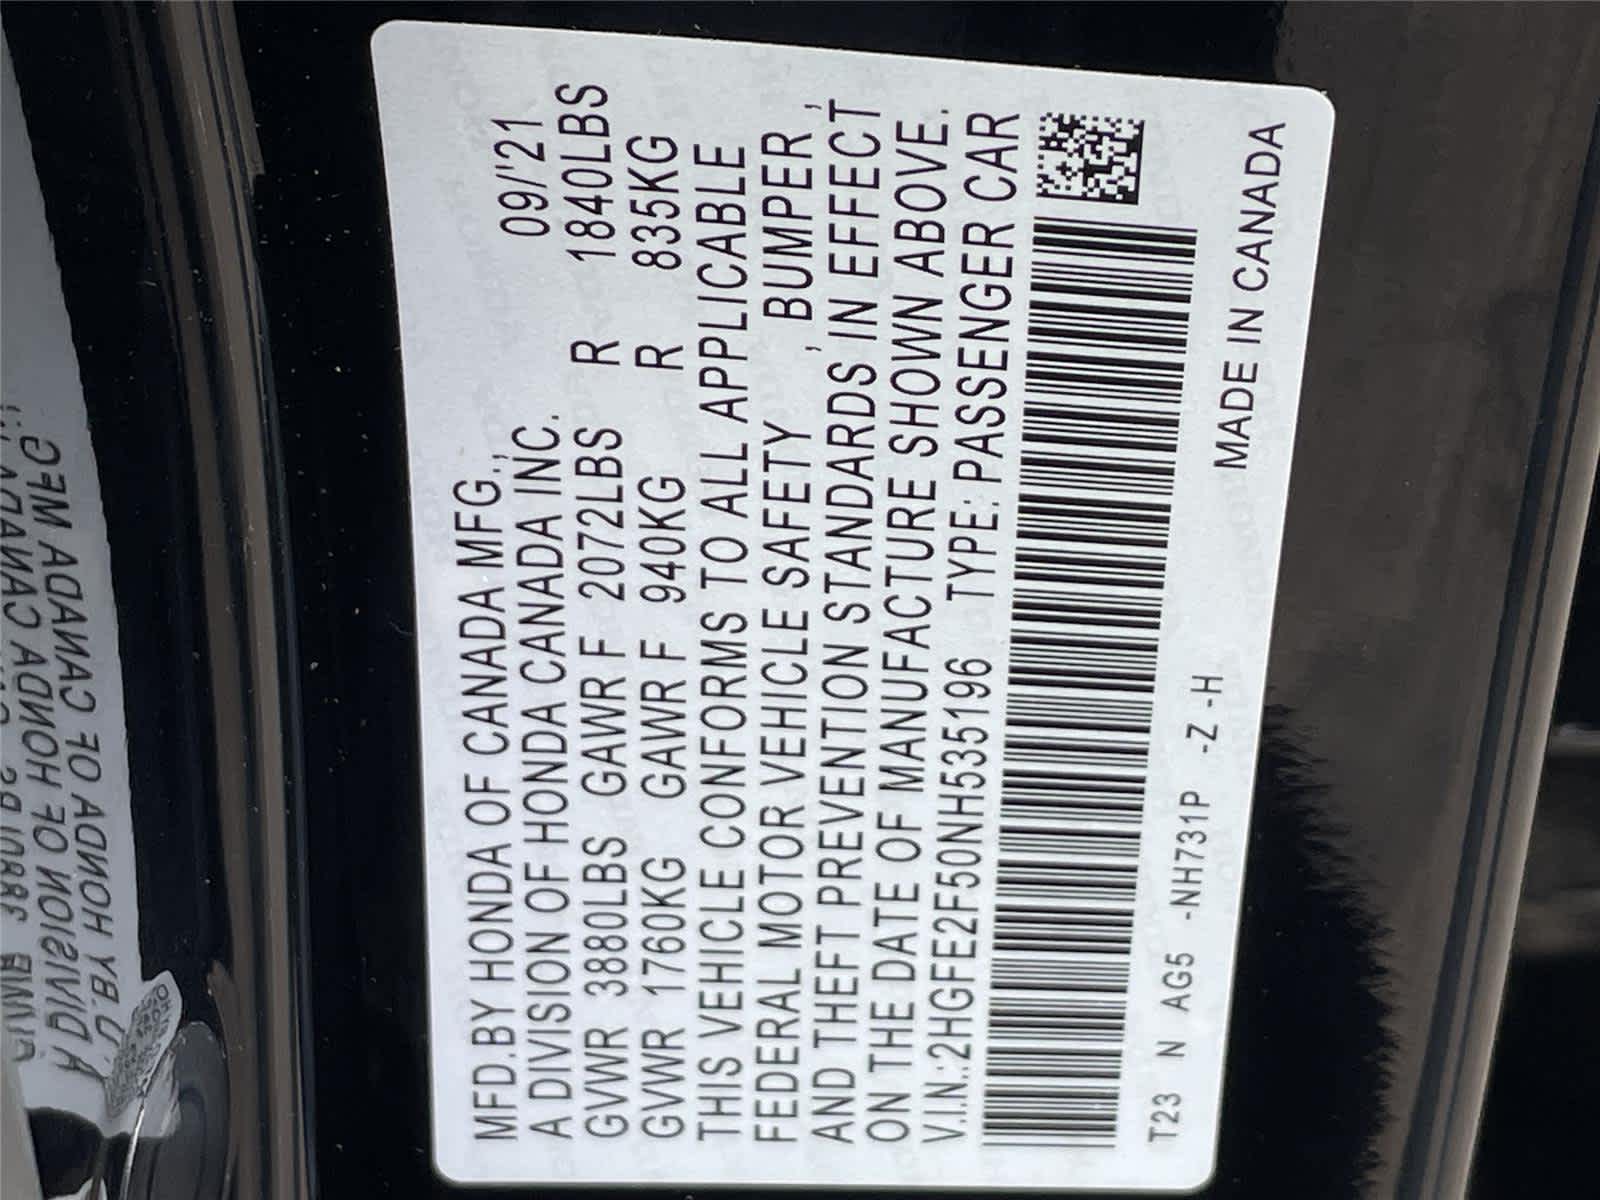 MFD.BY HONDA OF CANADA MFG.,
A DIVISION OF HONDA CANADA INC. 09/'21
GVWR 3880LBS GAWR F 2072LBS R 1840LBS
GVWR 1760KG GAWR F 940KG R 835KG
THIS VEHICLE CONFORMS TO ALL APPLICABLE
FEDERAL MOTOR VEHICLE SAFETY , BUMPER ,
AND THEFT PREVENTION STANDARDS IN EFFECT
ON THE DATE OF MANUFACTURE SHOWN ABOVE.
V.I.N.:2HGFE2F50NH535196 TYPE: PASSENGER CAR
T23 N AG5 -NH731P -Z -H MADE IN CANADA